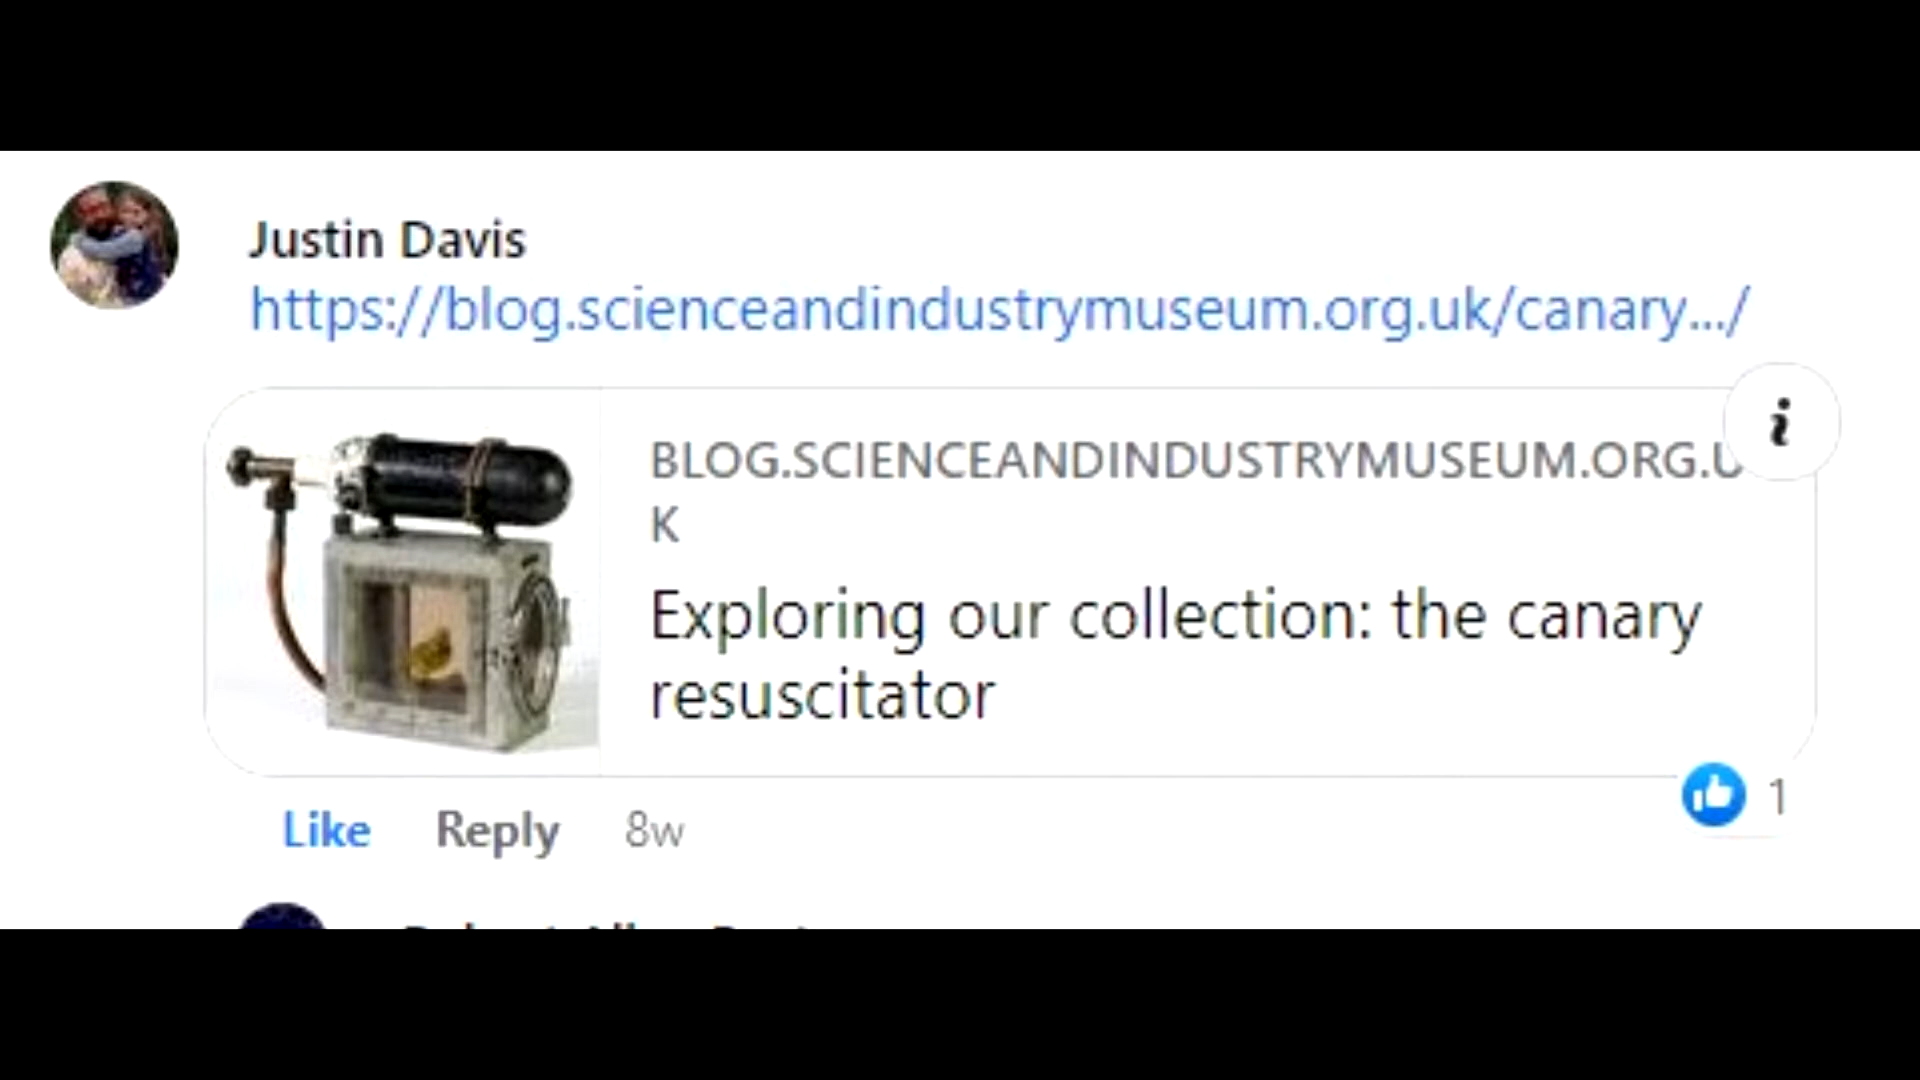 Justin Davis
https://blog.scienceandindustrymuseum.org.uk/canary.../
BLOG.SCIENCEANDINDUSTRYMUSEUM.ORG.U
K
Exploring our collection: the canary
resuscitator
1
Like Reply 8w